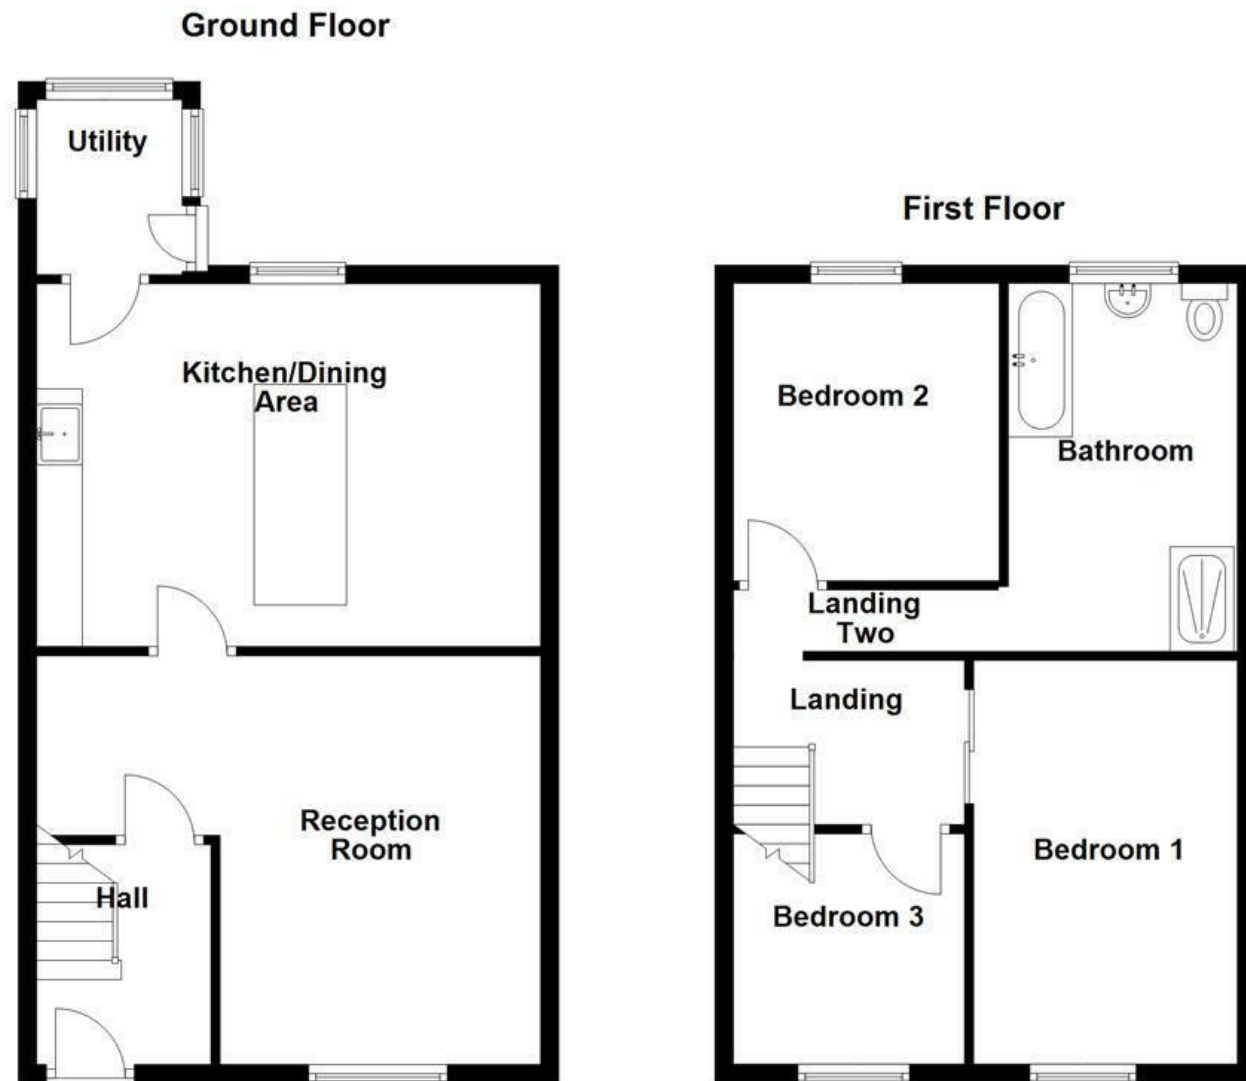 Ground Floor
Utility
Kitchen/Dining
Area
Reception
Room
Hall
First Floor
Bedroom 2
Bathroom
Landing
Two
Landing
Bedroom 1
Bedroom 3